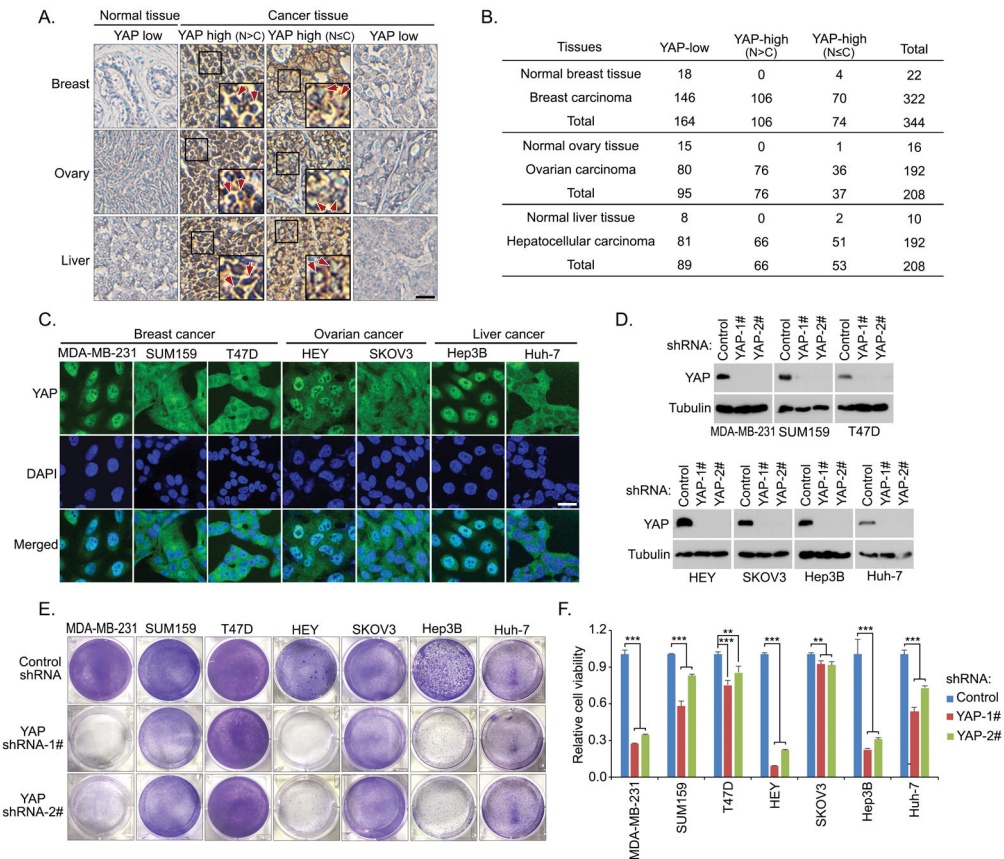 A.
Normal tissue Cancer tissue
YAP low YAP high (N>C) YAP high (N≤C) YAP low
Breast
Ovary
Liver
B.
Tissues YAP-low YAP-high (N>C) YAP-high (N≤C) Total
Normal breast tissue 18 0 4 22
Breast carcinoma 146 106 70 322
Total 164 106 74 344
Normal ovary tissue 15 0 1 16
Ovarian carcinoma 80 76 36 192
Total 95 76 37 208
Normal liver tissue 8 0 2 10
Hepatocellular carcinoma 81 66 51 192
Total 89 66 53 208
C.
Breast cancer Ovarian cancer Liver cancer
MDA-MB-231 SUM159 T47D HEY SKOV3 Hep3B Huh-7
YAP
DAPI
Merged
D.
shRNA: Control YAP-1# YAP-2# Control YAP-1# YAP-2# Control YAP-1# YAP-2#
YAP
Tubulin
MDA-MB-231 SUM159 T47D
shRNA: Control YAP-1# YAP-2# Control YAP-1# YAP-2# Control YAP-1# YAP-2# Control YAP-1# YAP-2#
YAP
Tubulin
HEY SKOV3 Hep3B Huh-7
E.
MDA-MB-231 SUM159 T47D HEY SKOV3 Hep3B Huh-7
Control
shRNA
YAP
shRNA-1#
YAP
shRNA-2#
F.
Relative cell viability
1.2
0.9
0.6
0.3
0.0
*** *** ** *** *** ** *** ***
MDA-MB-231 SUM159 T47D HEY SKOV3 Hep3B Huh-7
shRNA:
Control
YAP-1#
YAP-2#